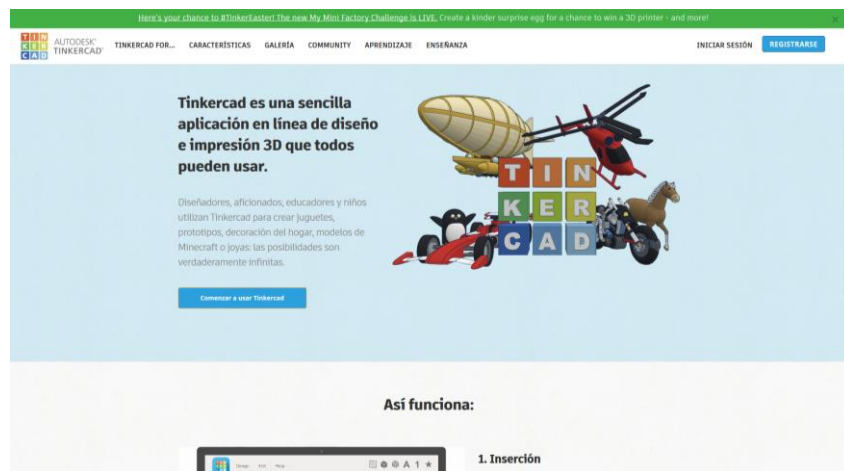 Here's your chance to #TinkerEaster! The new My Mini Factory Challenge is LIVE. Create a kinder surprise egg for a chance to win a 3D printer - and more! ×
TIN
KER
CAD
AUTODESK®
TINKERCAD®
TINKERCAD FOR... CARACTERÍSTICAS GALERÍA COMMUNITY APRENDIZAJE ENSEÑANZA INICIAR SESIÓN REGISTRARSE
Tinkercad es una sencilla
aplicación en línea de diseño
e impresión 3D que todos
pueden usar.
Diseñadores, aficionados, educadores y niños
utilizan Tinkercad para crear juguetes,
prototipos, decoración del hogar, modelos de
Minecraft o joyas: las posibilidades son
verdaderamente infinitas.
Comenzar a usar Tinkercad
TIN
KER
CAD
Así funciona:
Design Edit Help
A 1
1. Inserción